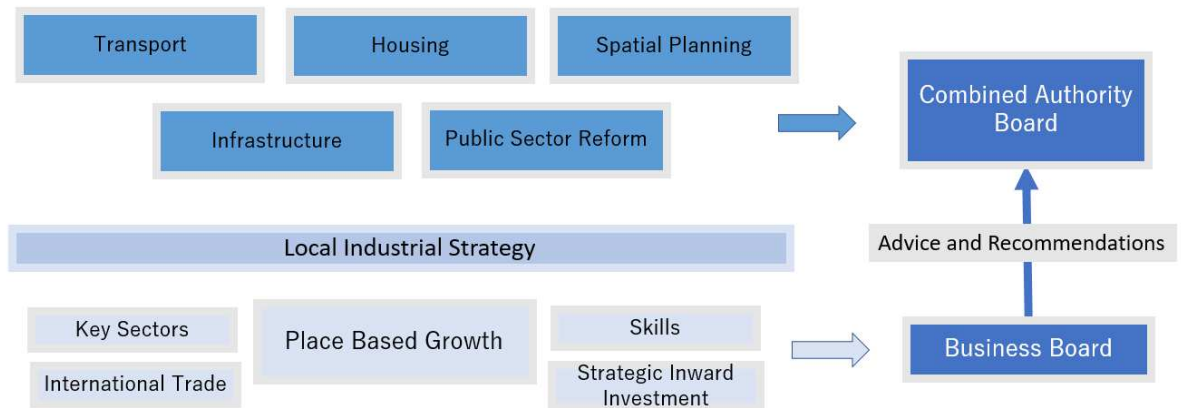 Transport
Housing
Spatial Planning
Infrastructure
Public Sector Reform
Combined Authority
Board
Local Industrial Strategy
Advice and Recommendations
Key Sectors
International Trade
Place Based Growth
Skills
Strategic Inward
Investment
Business Board